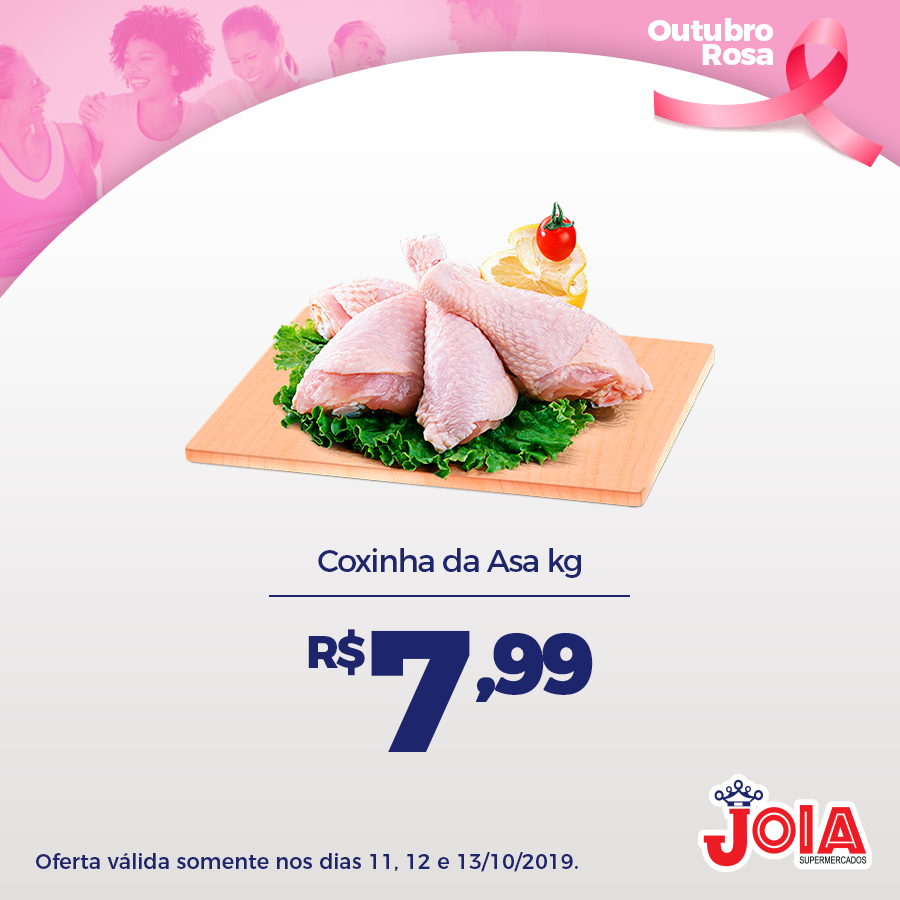 Outubro
Rosa
Coxinha da Asa kg
R$7,99
JOIA
SUPERMERCADOS
Oferta válida somente nos dias 11, 12 e 13/10/2019.